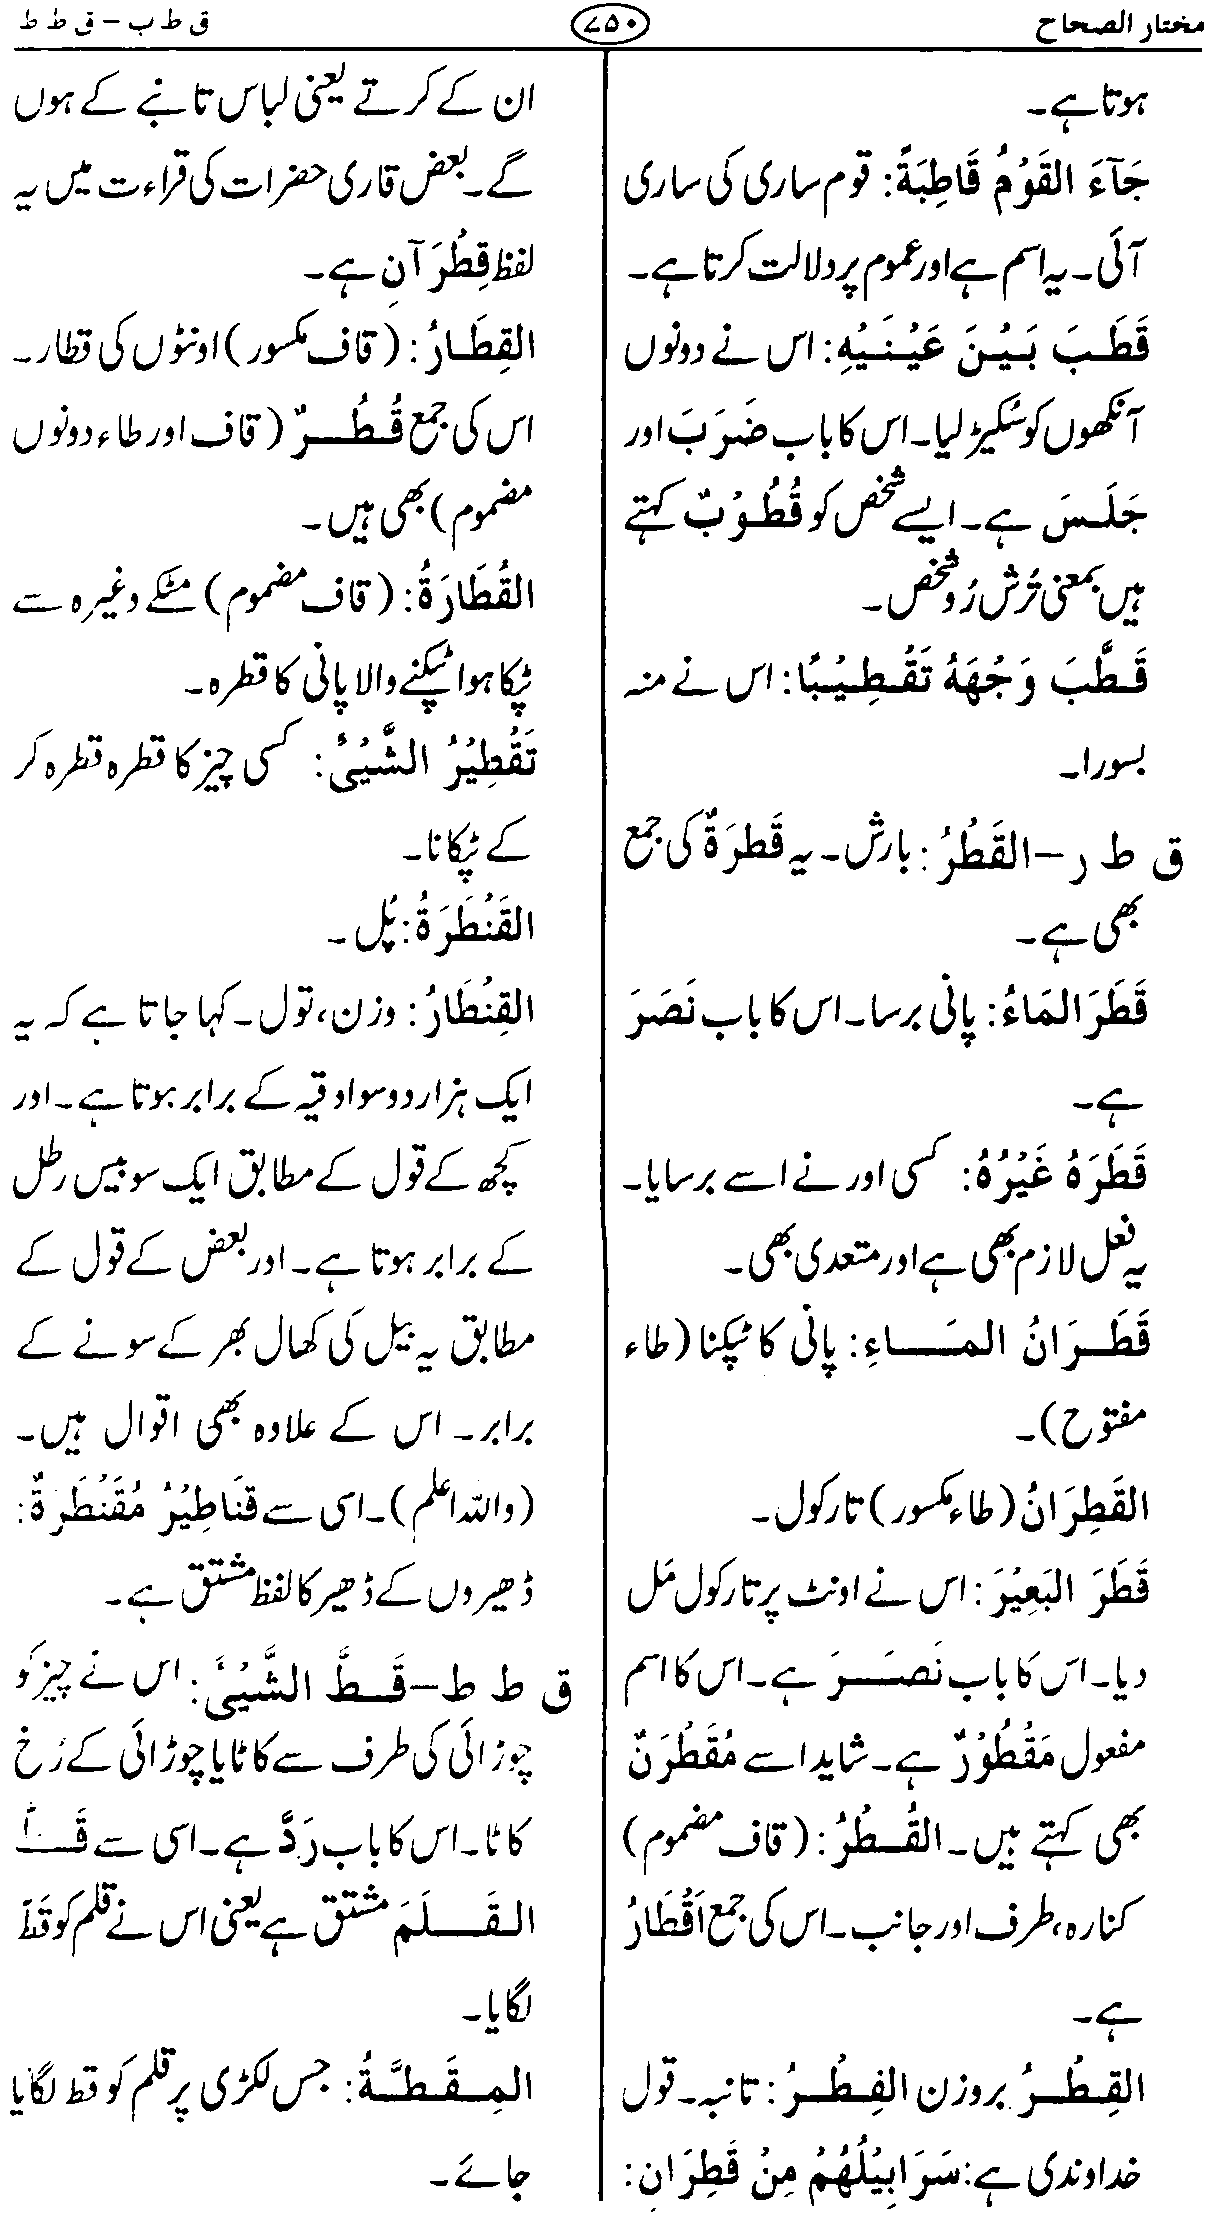 مختار الصحاح
۷۵۰
ق ط ب – ق ط ط
ہوتا ہے۔
جَآءَ القَوْمُ قَاطِبَةً: قوم ساری کی ساری
آئی۔ یہ اسم ہے اور عموم پر دلالت کرتا ہے۔
قَطَبَ بَيْنَ عَيْنَيْهِ: اس نے دونوں
آنکھوں کو سُکیڑ لیا۔ اس کا باب ضَرَبَ اور
جَلَسَ ہے۔ ایسے شخص کو قُطُوْبٌ کہتے
ہیں بمعنی تُرش رُو شخص۔
قَطَّبَ وَجْهَهُ تَقْطِيْبًا: اس نے منہ
بسورا۔
ق ط ر – القَطْرُ: بارش۔ یہ قَطرَةٌ کی جمع
بھی ہے۔
قَطَرَ المَاءُ: پانی برسا۔ اس کا باب نَصَرَ
ہے۔
قَطَرَهُ غَيْرُهُ: کسی اور نے اسے برسایا۔
یہ فعل لازم بھی ہے اور متعدی بھی۔
قَطَرَانُ المَاءِ: پانی کا ٹپکنا (طاء
مفتوح)۔
القَطِرَانُ (طاء مکسور) تارکول۔
قَطَرَ البَعِيْرَ: اس نے اونٹ پر تارکول مَل
دیا۔ اس کا باب نَصَرَ ہے۔ اس کا اسم
مفعول مَقْطُوْرٌ ہے۔ شاید اسے مُقَطْرَنٌ
بھی کہتے ہیں۔ القُطْرُ: (قاف مضموم)
کنارہ، طرف اور جانب۔ اس کی جمع اَقْطَارُ
ہے۔
القِطْرُ بروزن الفِطْرُ: تانبہ۔ قول
خداوندی ہے: سَرَابِيْلُهُمْ مِنْ قَطِرَانِ:
ان کے کرتے یعنی لباس تانبے کے ہوں
گے۔ بعض قاری حضرات کی قراءت میں یہ
لفظ قِطْرَ آنِ ہے۔
القِطَارُ: (قاف مکسور) اونٹوں کی قطار۔
اس کی جمع قُطُرٌ (قاف اور طاء دونوں
مضموم) بھی ہیں۔
القُطَارَةُ: (قاف مضموم) مٹکے وغیرہ سے
ٹپکا ہوا ٹپکنے والا پانی کا قطرہ۔
تَقْطِيْرُ الشَّيْئُ: کسی چیز کا قطرہ قطرہ کر
کے ٹپکانا۔
القَنْطَرَةُ: پُل۔
القِنْطَارُ: وزن، تول۔ کہا جاتا ہے کہ یہ
ایک ہزار دو سو اوقیہ کے برابر ہوتا ہے۔ اور
کچھ کے قول کے مطابق ایک سو بیس رطل
کے برابر ہوتا ہے۔ اور بعض کے قول کے
مطابق یہ بیل کی کھال بھر کے سونے کے
برابر۔ اس کے علاوہ بھی اقوال ہیں۔
(واللہ اعلم)۔ اسی سے قَنَاطِيْرُ مُقَنْطَرَةٌ:
ڈھیروں کے ڈھیر کا لفظ مشتق ہے۔
ق ط ط – قَطَّ الشَّيْئَ: اس نے چیز کو
چوڑائی کی طرف سے کاٹا یا چوڑائی کے رُخ
کاٹا۔ اس کا باب رَدَّ ہے۔ اسی سے
القَلَمَ مشتق ہے یعنی اس نے قلم کو قَطّ
لگایا۔
المِقَطَّةُ: جس لکڑی پر قلم کو قط لگایا
جائے۔